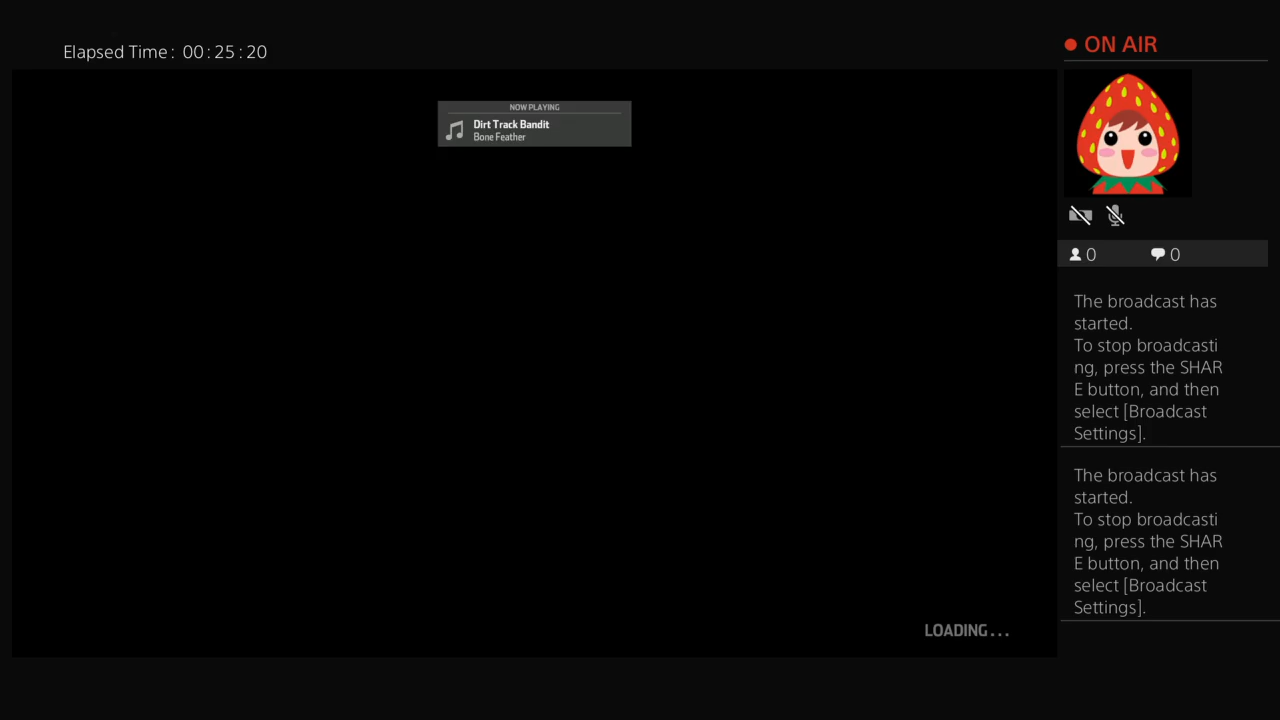 Elapsed Time: 00:25:20
ON AIR
NOW PLAYING
Dirt Track Bandit
Bone Feather
0 0
The broadcast has
started.
To stop broadcasti
ng, press the SHAR
E button, and then
select [Broadcast
Settings].
The broadcast has
started.
To stop broadcasti
ng, press the SHAR
E button, and then
select [Broadcast
Settings].
LOADING...